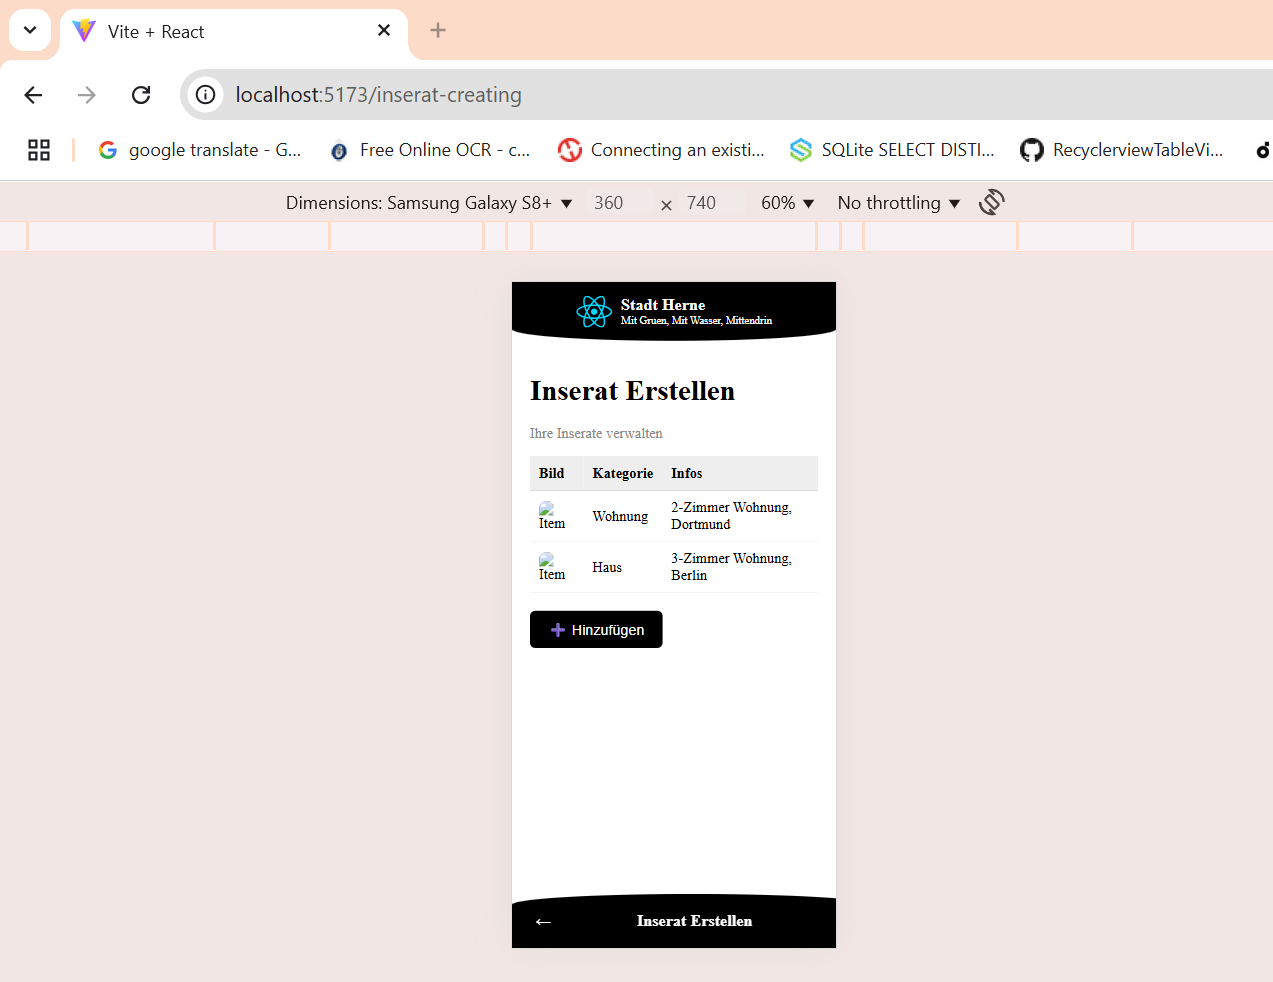 Vite + React
localhost:5173/inserat-creating
google translate - G...
Free Online OCR - c...
Connecting an existi...
SQLite SELECT DISTI...
RecyclerviewTableVi...
Dimensions: Samsung Galaxy S8+ 360 × 740 60% No throttling
Stadt Herne
Mit Gruen, Mit Wasser, Mittendrin
Inserat Erstellen
Ihre Inserate verwalten
Bild Kategorie Infos
Item Wohnung 2-Zimmer Wohnung,
Dortmund
Item Haus 3-Zimmer Wohnung,
Berlin
Hinzufügen
← Inserat Erstellen